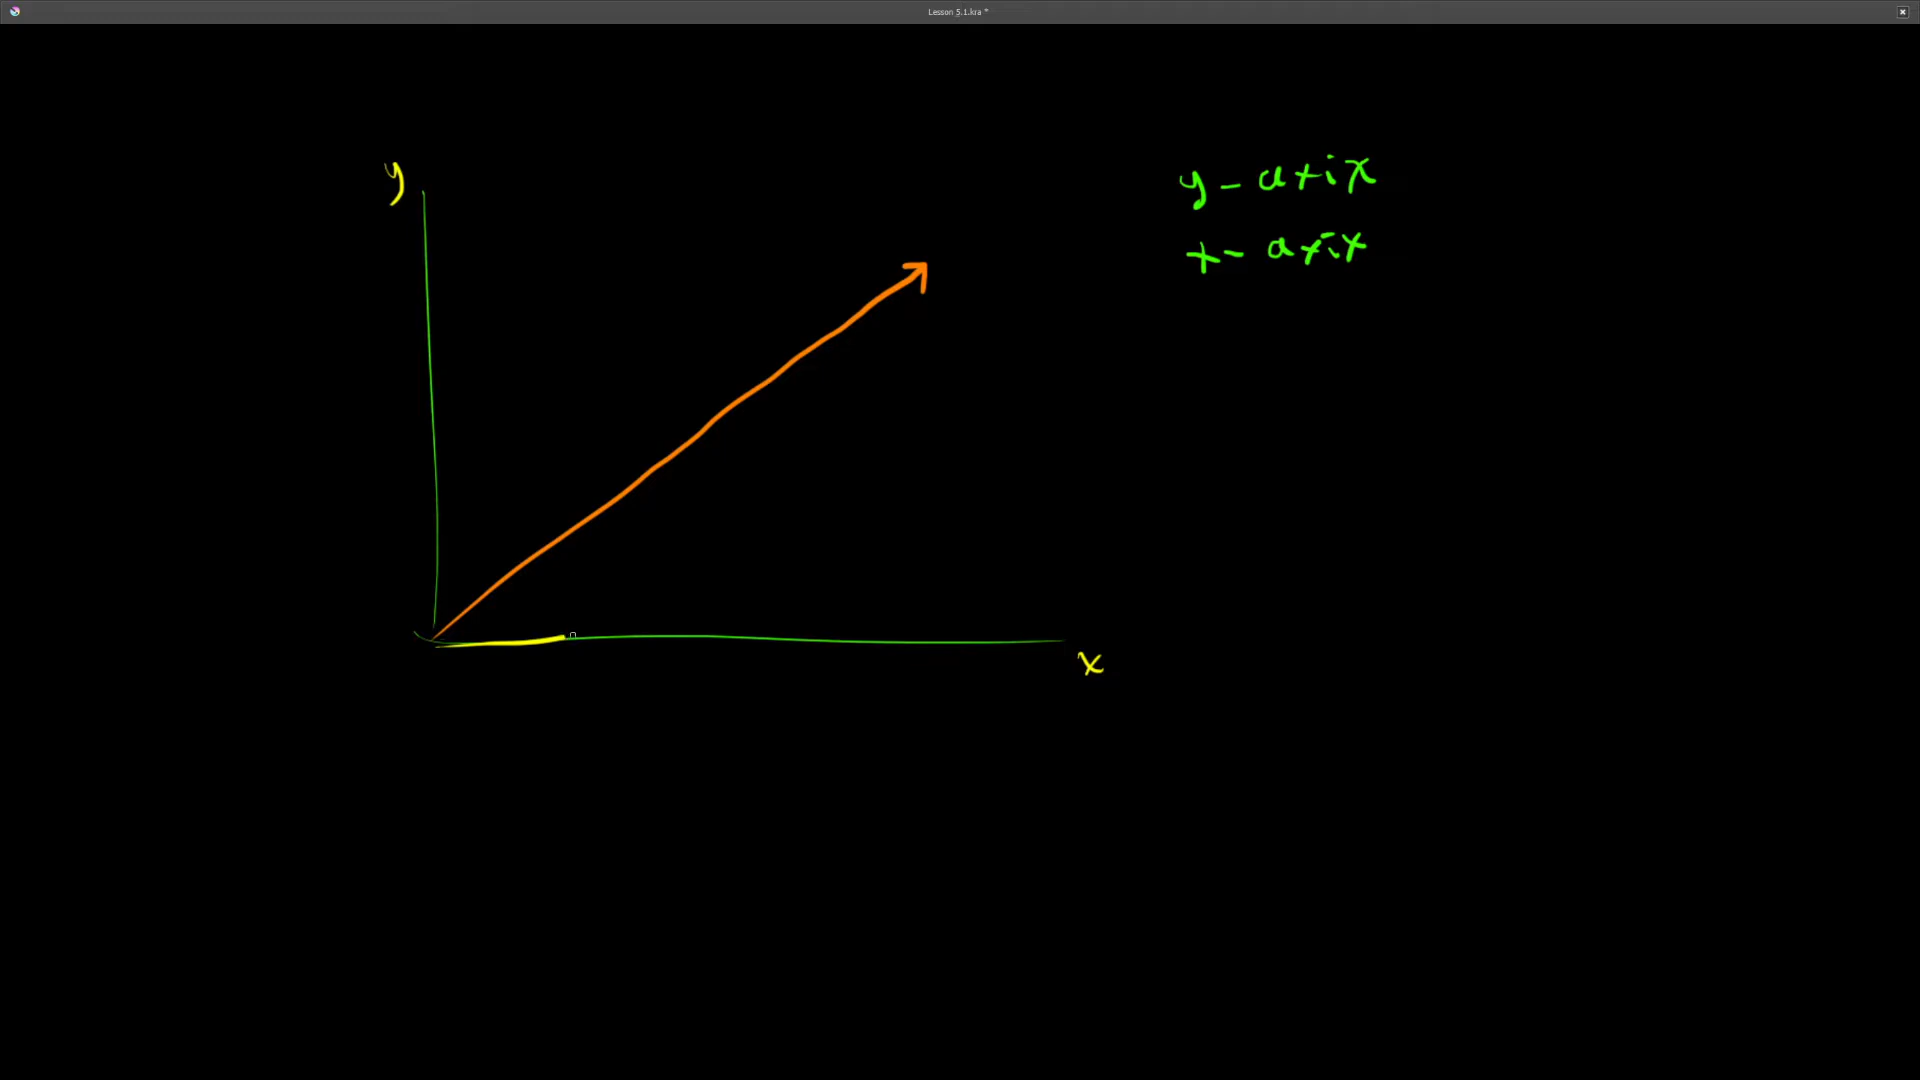 Lesson 5.1.kra *
y
y - axix
x - axix
x